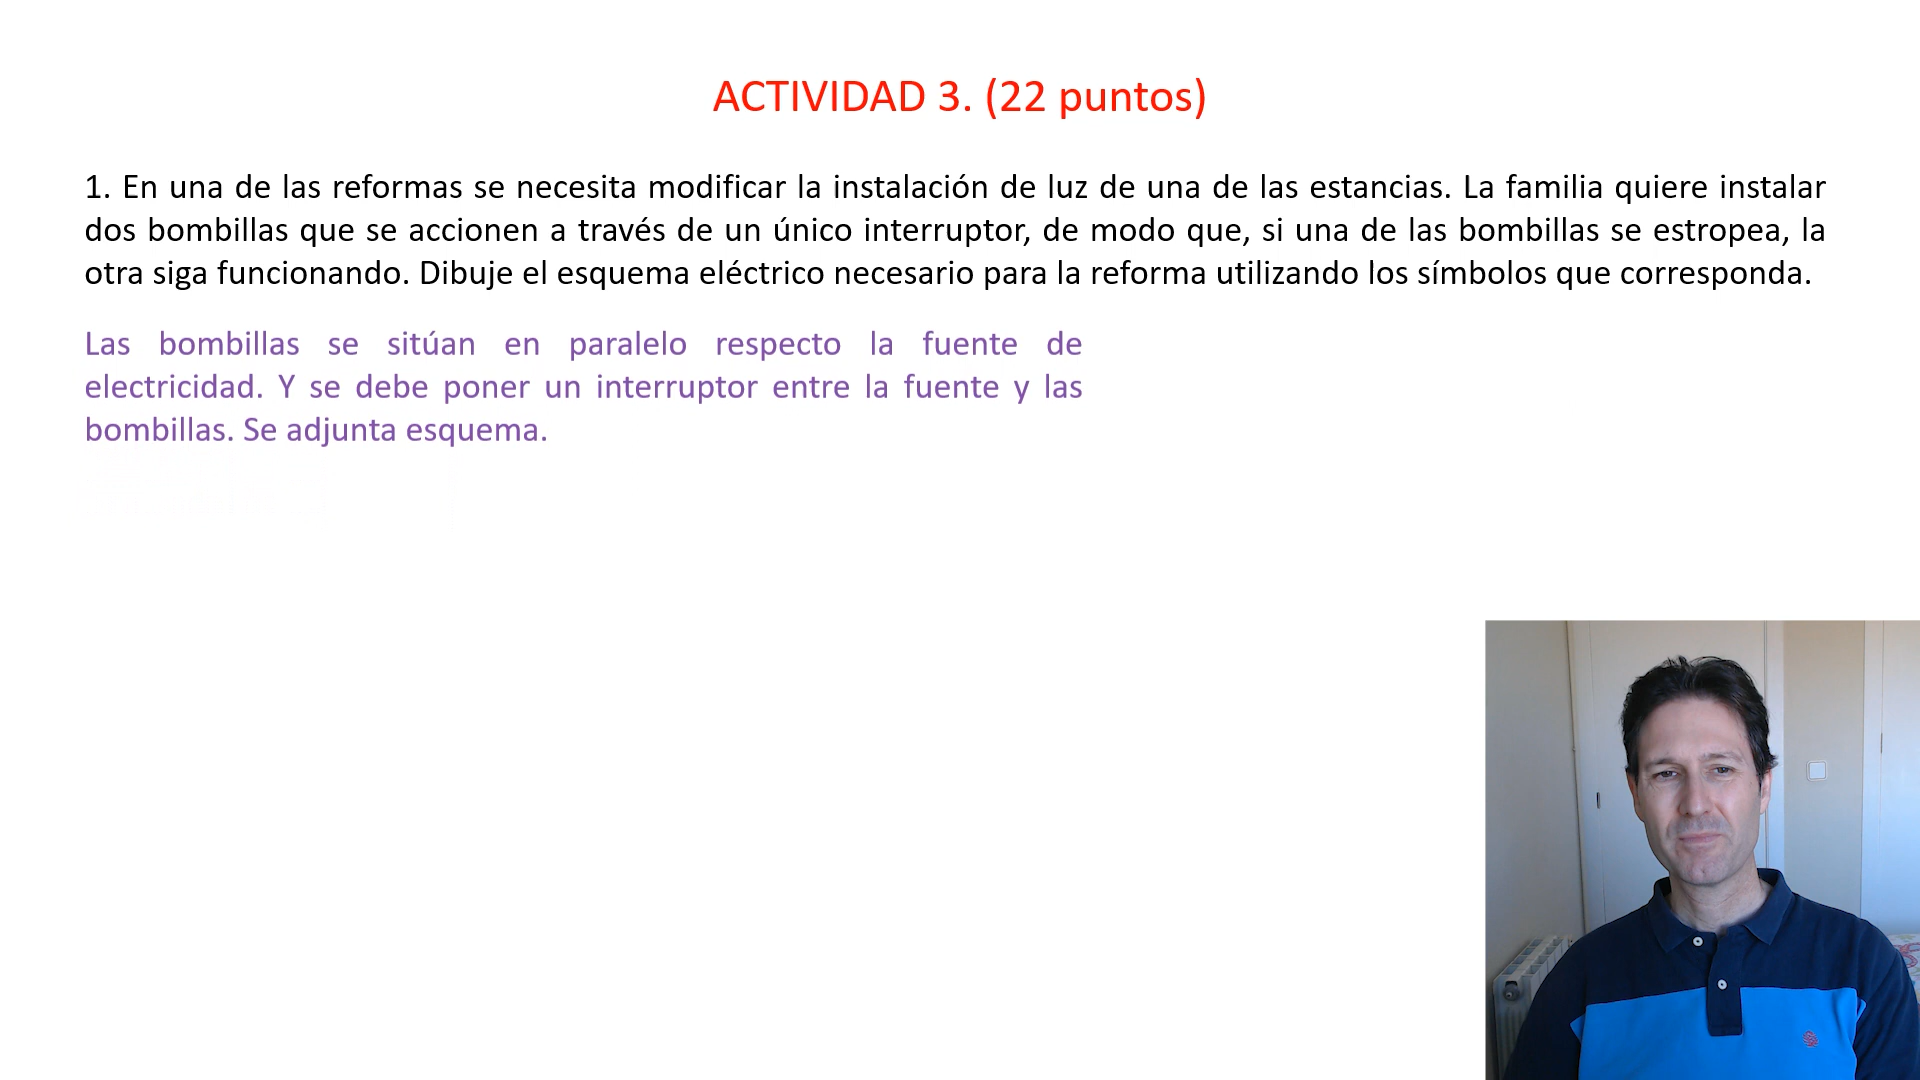 ACTIVIDAD 3. (22 puntos)
1. En una de las reformas se necesita modificar la instalación de luz de una de las estancias. La familia quiere instalar
dos bombillas que se accionen a través de un único interruptor, de modo que, si una de las bombillas se estropea, la
otra siga funcionando. Dibuje el esquema eléctrico necesario para la reforma utilizando los símbolos que corresponda.
Las bombillas se sitúan en paralelo respecto la fuente de
electricidad. Y se debe poner un interruptor entre la fuente y las
bombillas. Se adjunta esquema.